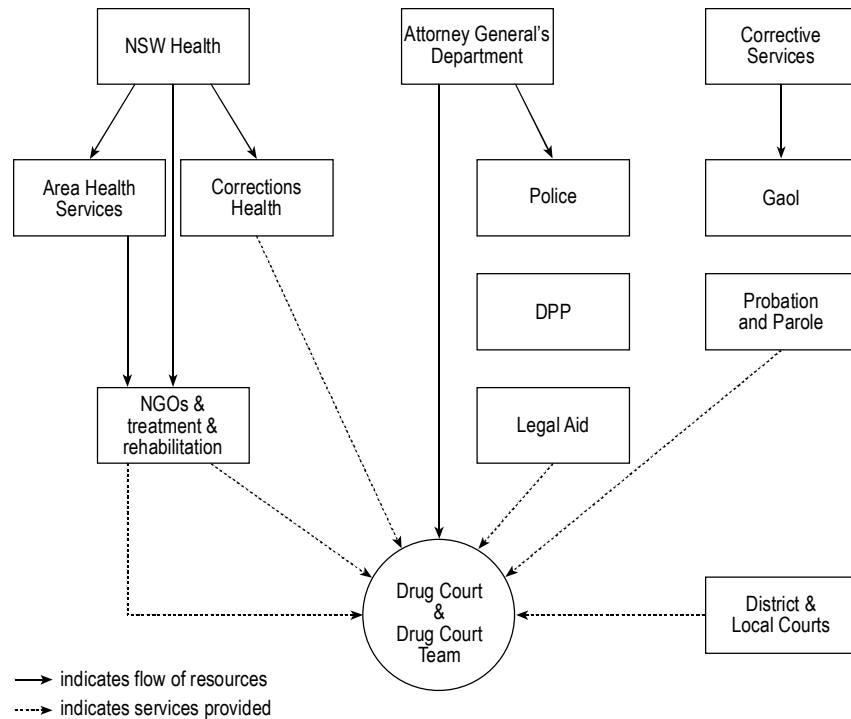 NSW Health
Attorney General's
Department
Corrective
Services
Area Health
Services
Corrections
Health
Police
Gaol
DPP
Probation
and Parole
NGOs &
treatment &
rehabilitation
Legal Aid
Drug Court
&
Drug Court
Team
District &
Local Courts
indicates flow of resources
indicates services provided